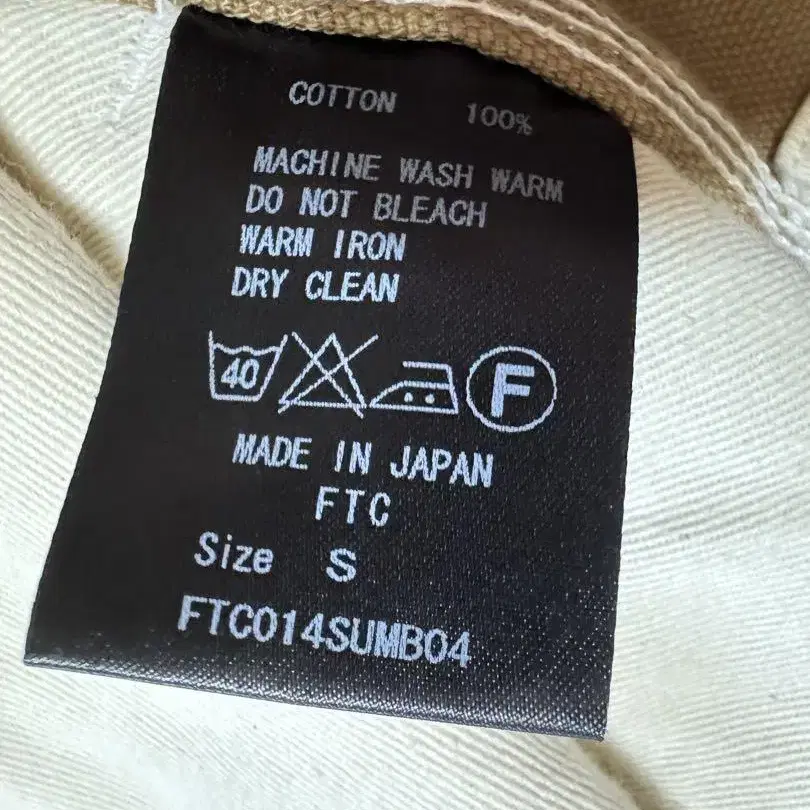 COTTON 100%
MACHINE WASH WARM
DO NOT BLEACH
WARM IRON
DRY CLEAN
40 F
MADE IN JAPAN
FTC
Size S
FTC014SUMB04